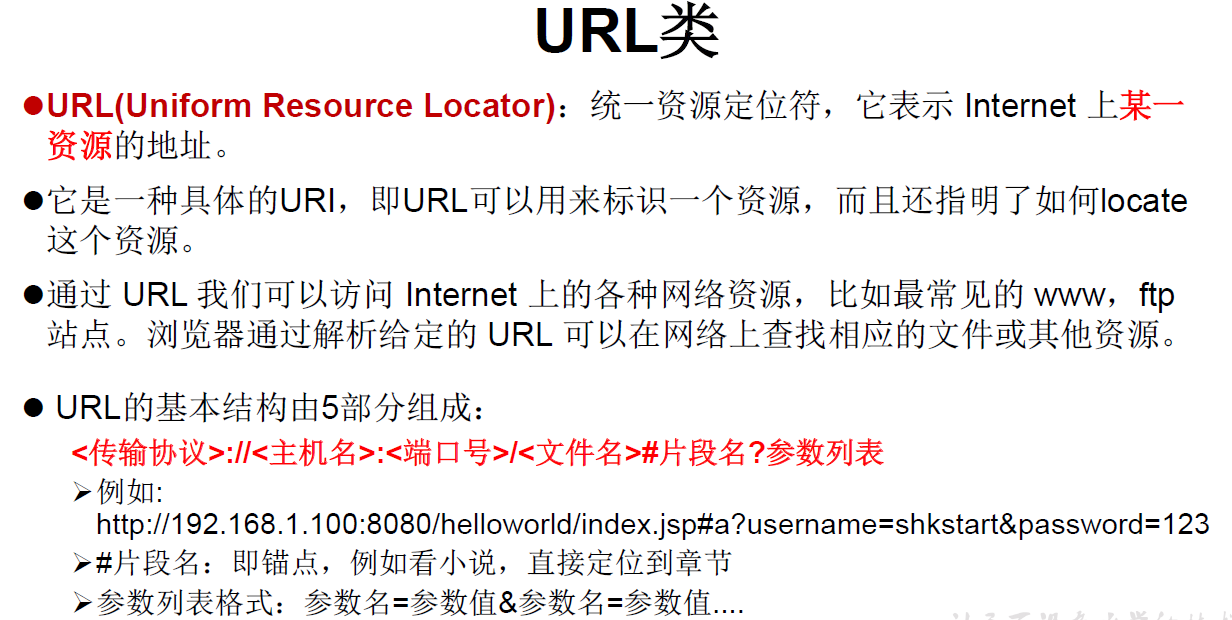 URL类
●URL(Uniform Resource Locator)：统一资源定位符，它表示 Internet 上某一
资源的地址。
●它是一种具体的URI，即URL可以用来标识一个资源，而且还指明了如何locate
这个资源。
●通过 URL 我们可以访问 Internet 上的各种网络资源，比如最常见的 www，ftp
站点。浏览器通过解析给定的 URL 可以在网络上查找相应的文件或其他资源。
● URL的基本结构由5部分组成：
<传输协议>://<主机名>:<端口号>/<文件名>#片段名?参数列表
➢例如:
http://192.168.1.100:8080/helloworld/index.jsp#a?username=shkstart&password=123
➢#片段名：即锚点，例如看小说，直接定位到章节
➢参数列表格式：参数名=参数值&参数名=参数值....